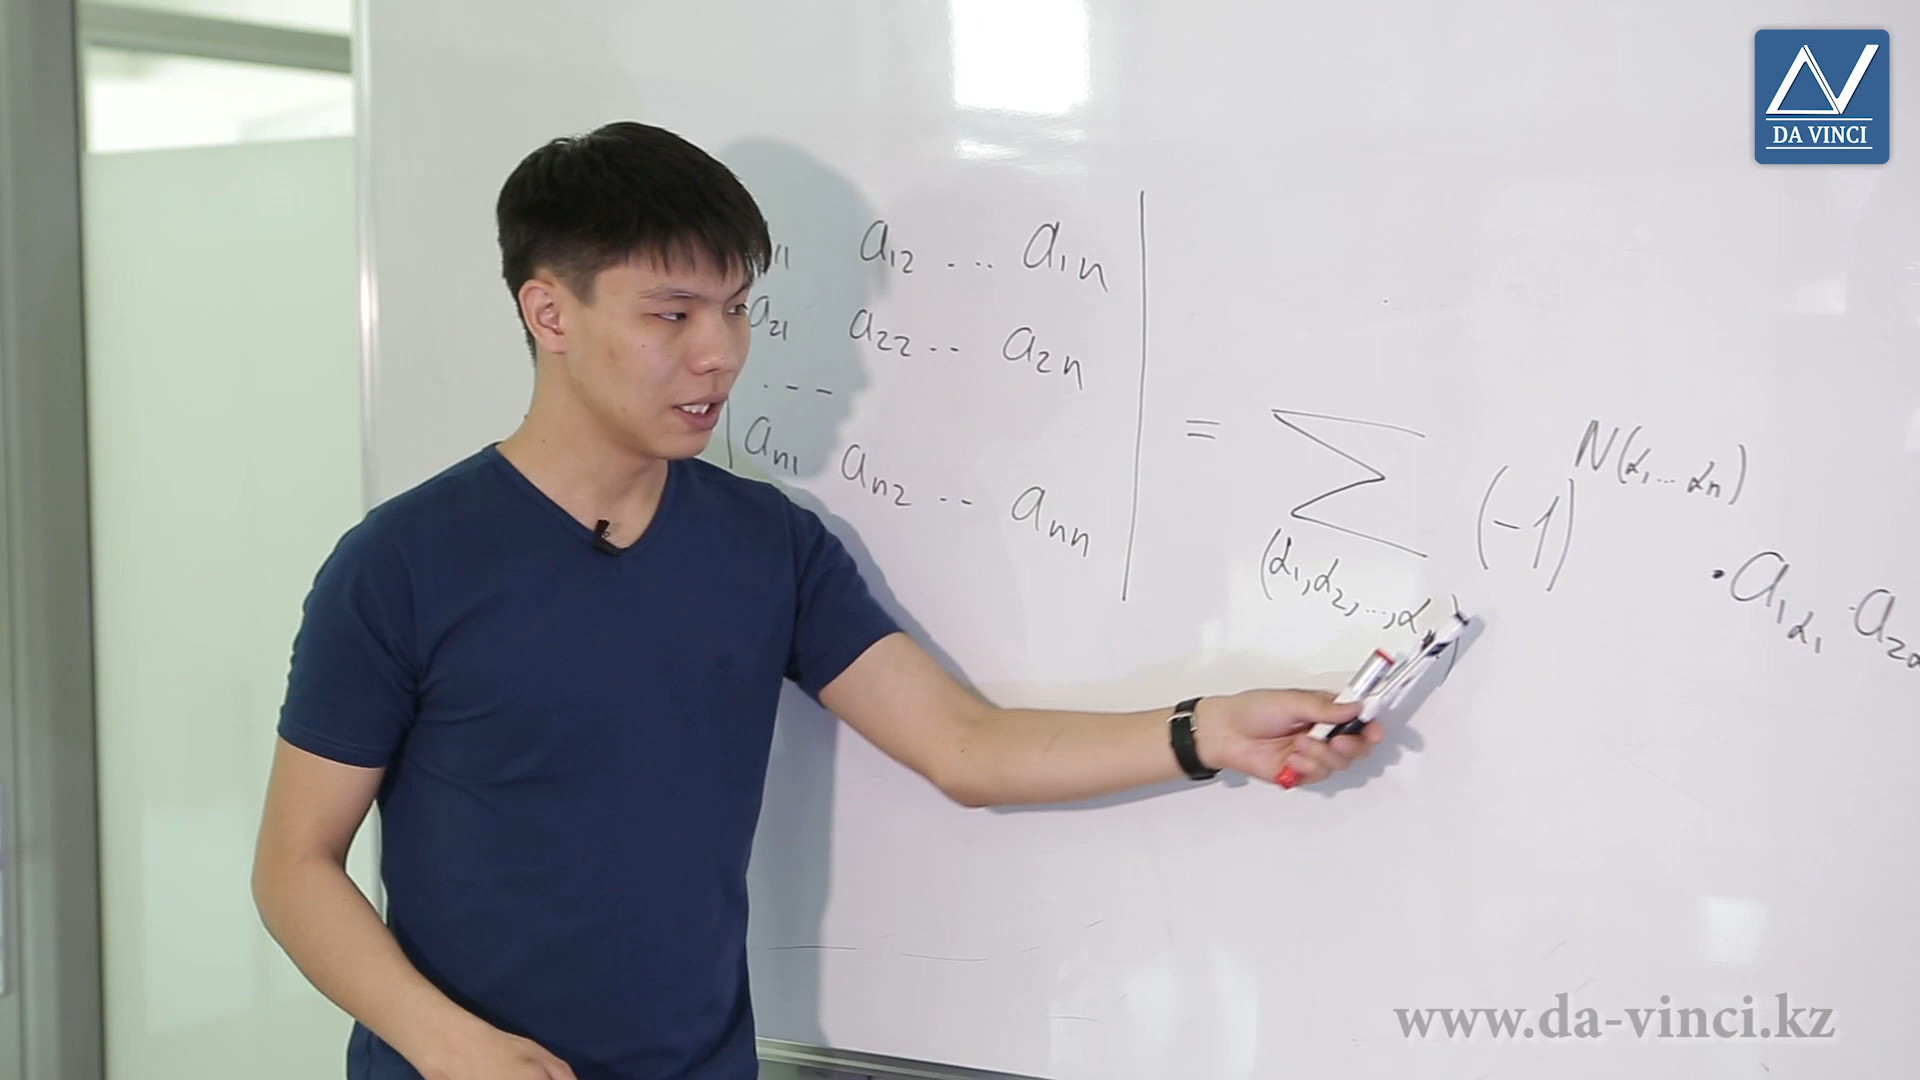 DA VINCI
a₁₂ ... a₁ₙ
a₂₁ a₂₂ .. a₂ₙ
...
aₙ₁ aₙ₂ .. aₙₙ
= ∑ (-1)^N(α₁...αₙ)
(α₁,α₂,...,α
·a₁α₁·a₂
www.da-vinci.kz